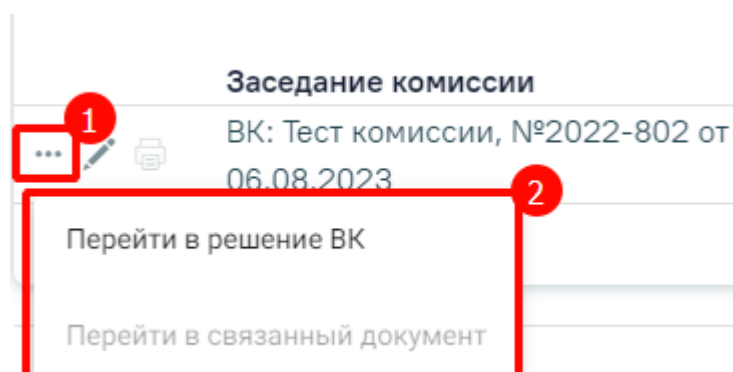 Заседание комиссии
1
ВК: Тест комиссии, №2022-802 от
06.08.2023
2
Перейти в решение ВК
Перейти в связанный документ